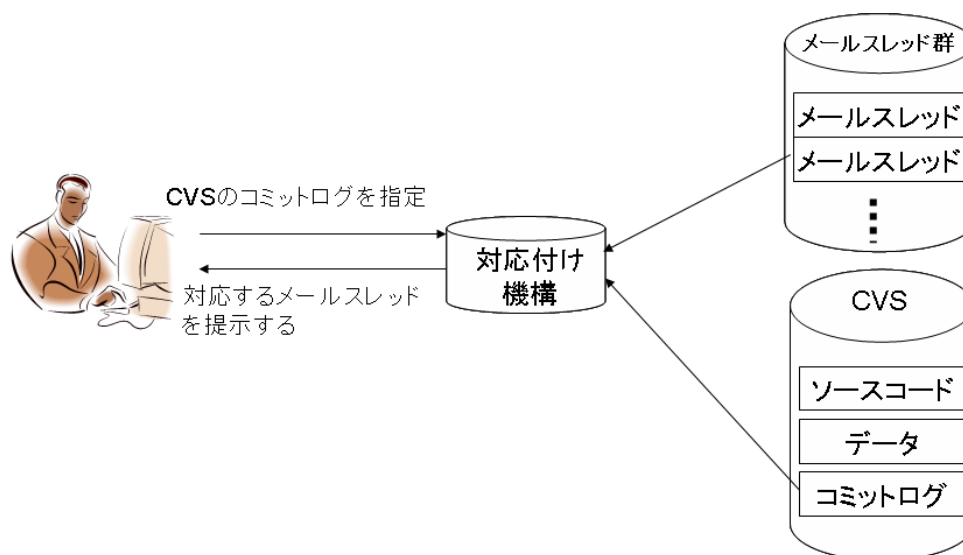 メールスレッド群
メールスレッド
メールスレッド
CVSのコミットログを指定
対応付け
機構
対応するメールスレッド
を提示する
CVS
ソースコード
データ
コミットログ